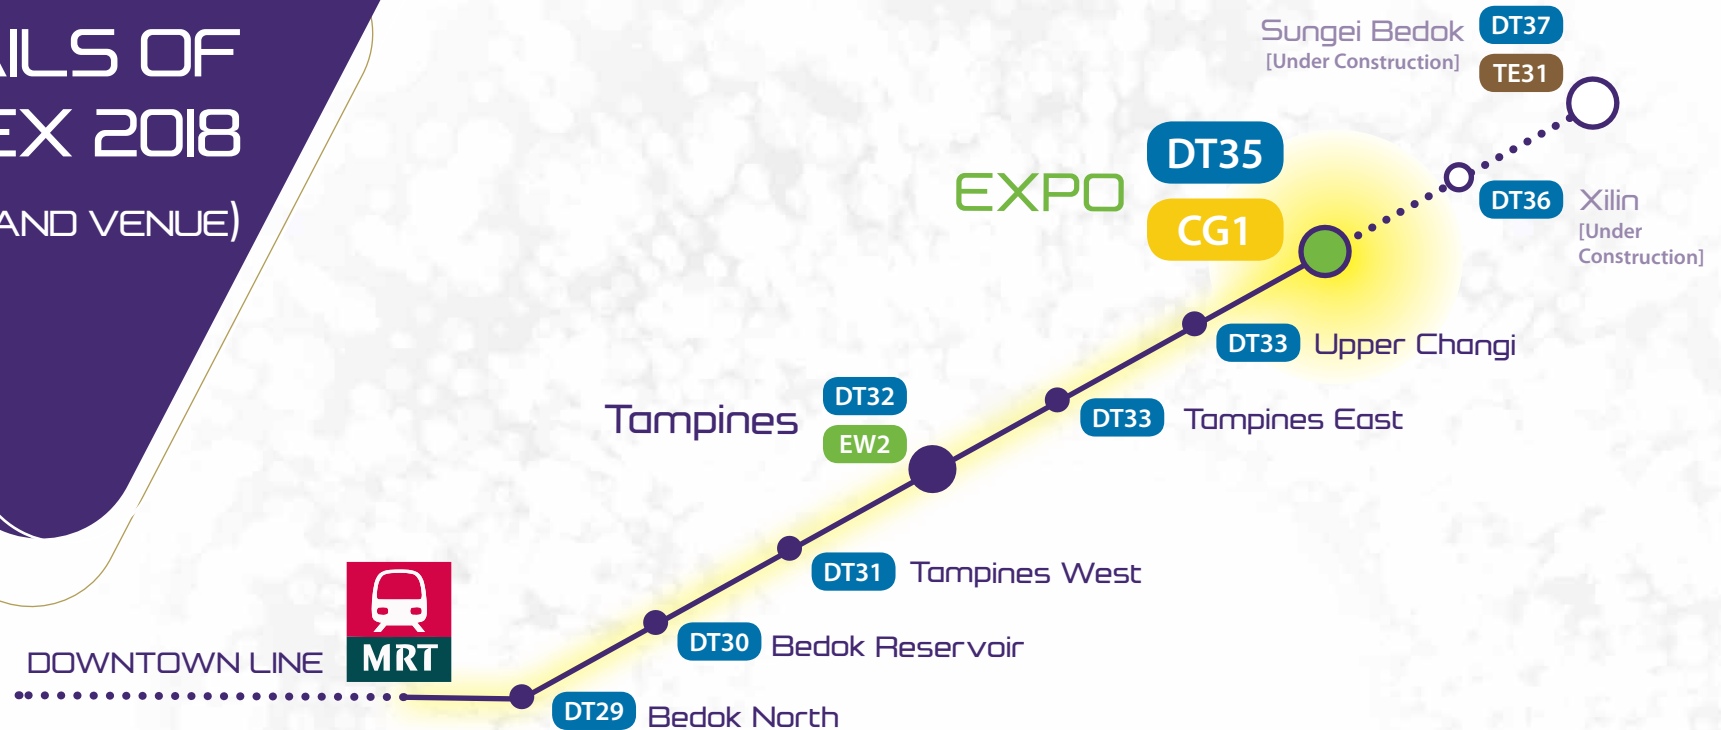 OF
2018
AND VENUE)
Sungei Bedok
[Under Construction]
DT37
TE31
EXPO
DT35
CG1
DT36
Xilin
[Under
Construction]
DT33 Upper Changi
Tampines
DT32
EW2
DT33 Tampines East
DT31 Tampines West
MRT
DT30 Bedok Reservoir
DOWNTOWN LINE
DT29 Bedok North